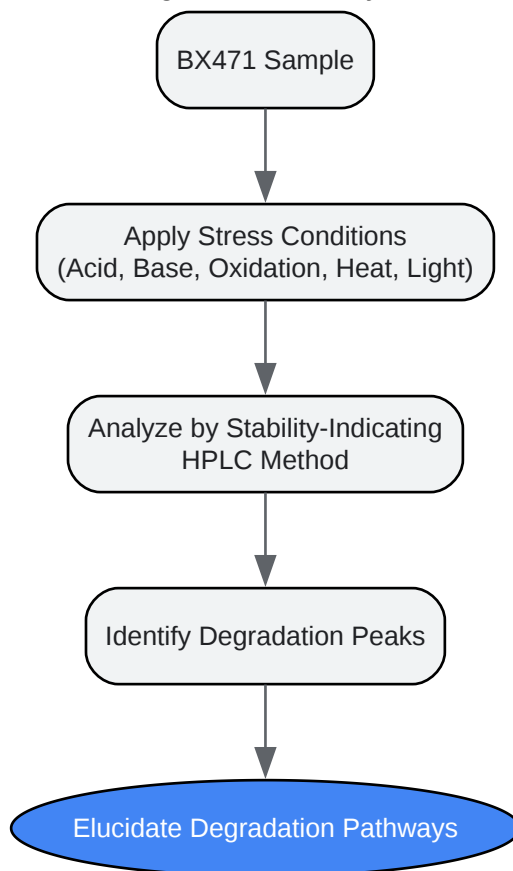 BX471 Sample
Apply Stress Conditions
(Acid, Base, Oxidation, Heat, Light)
Analyze by Stability-Indicating
HPLC Method
Identify Degradation Peaks
Elucidate Degradation Pathways